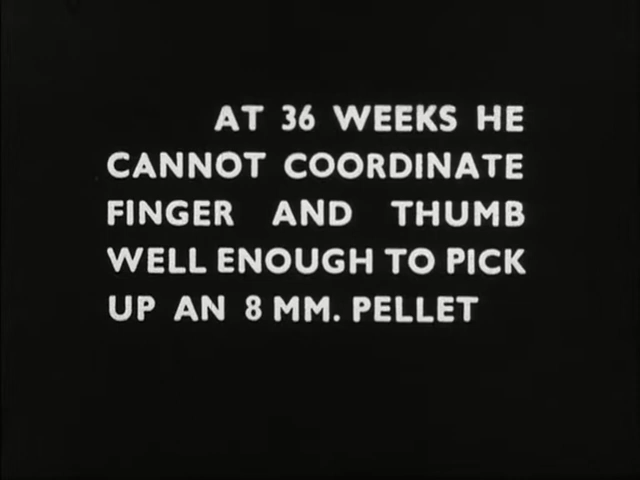 AT 36 WEEKS HE
CANNOT COORDINATE
FINGER AND THUMB
WELL ENOUGH TO PICK
UP AN 8 MM. PELLET